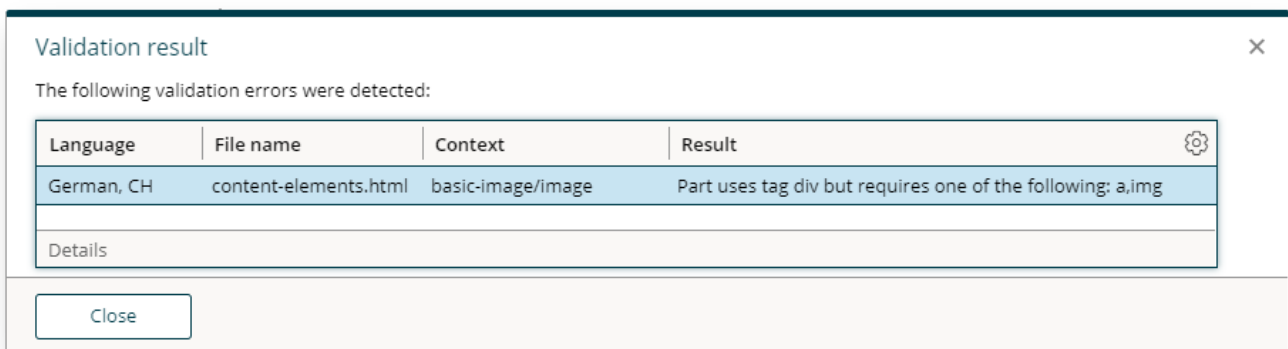 Validation result
The following validation errors were detected:
Language File name Context Result
German, CH content-elements.html basic-image/image Part uses tag div but requires one of the following: a,img
Details
Close